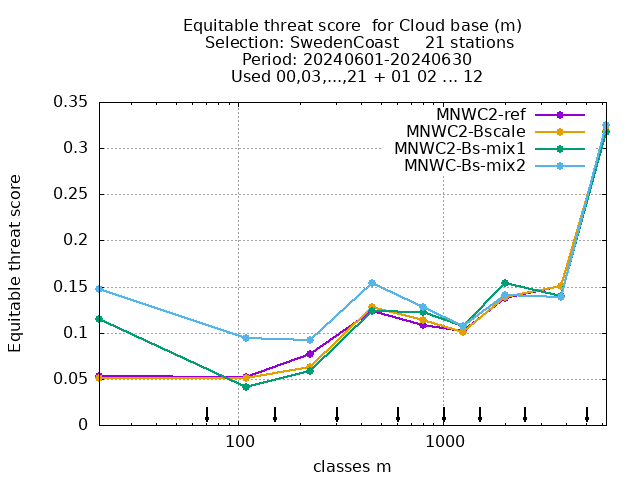 Equitable threat score  for Cloud base (m)
Selection: SwedenCoast     21 stations
Period: 20240601-20240630
Used 00,03,...,21 + 01 02 ... 12
MNWC2-ref
MNWC2-Bscale
MNWC2-Bs-mix1
MNWC-Bs-mix2
Equitable threat score
0.35
0.3
0.25
0.2
0.15
0.1
0.05
0
100
1000
classes m